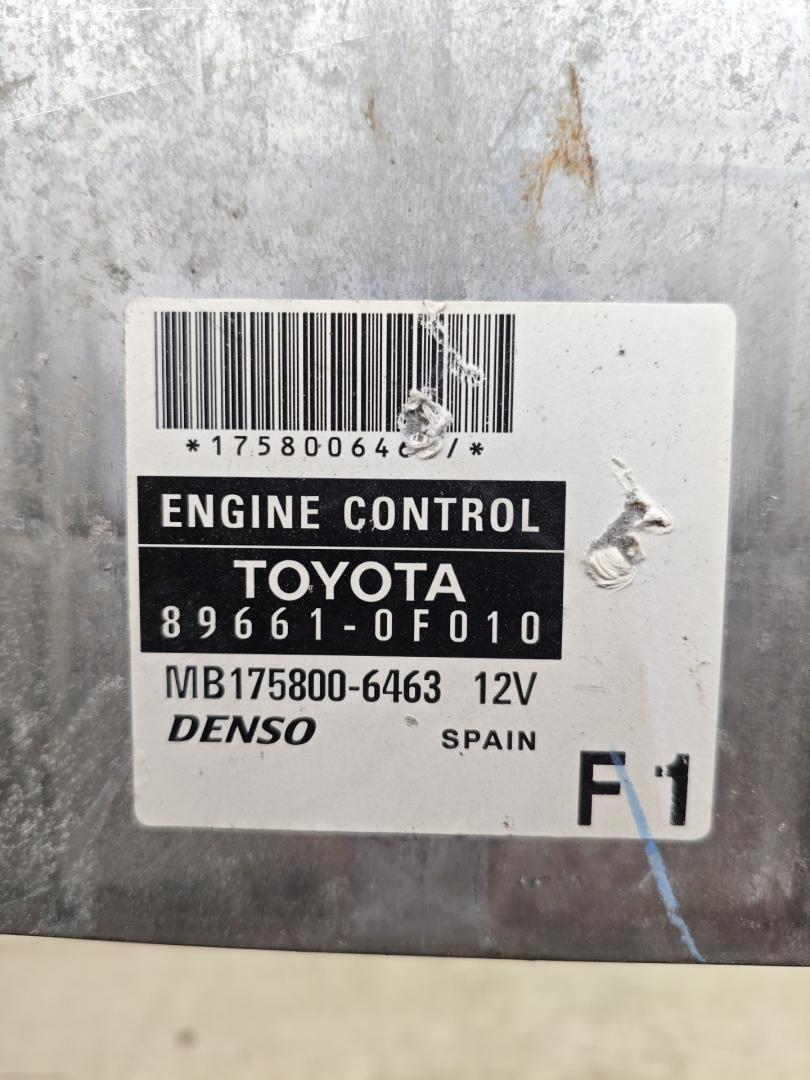 ENGINE CONTROL
TOYOTA
89661-0F010
MB175800-6463 12V
DENSO SPAIN
F1